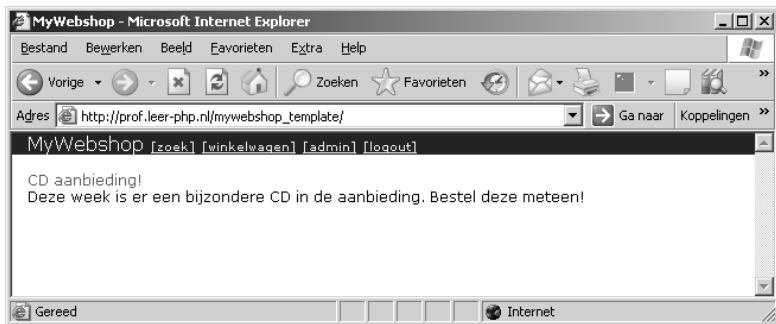 MyWebshop - Microsoft Internet Explorer
Bestand Bewerken Beeld Favorieten Extra Help
Vorige Zoeken Favorieten »
Adres http://prof.leer-php.nl/mywebshop_template/ Ga naar Koppelingen »
MyWebshop [zoek] [winkelwagen] [admin] [logout]
CD aanbieding!
Deze week is er een bijzondere CD in de aanbieding. Bestel deze meteen!
Gereed Internet